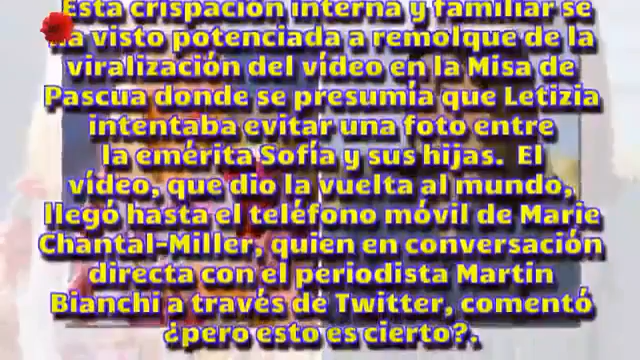 Esta crispación interna y familiar se
ha visto potenciada a remolque de la
viralización del vídeo en la Misa de
Pascua donde se presumía que Letizia
intentaba evitar una foto entre
la emérita Sofía y sus hijas. El
vídeo, que dio la vuelta al mundo,
llegó hasta el teléfono móvil de Marie
Chantal-Miller, quien en conversación
directa con el periodista Martin
Bianchi a través de Twitter, comentó
¿pero esto es cierto?.